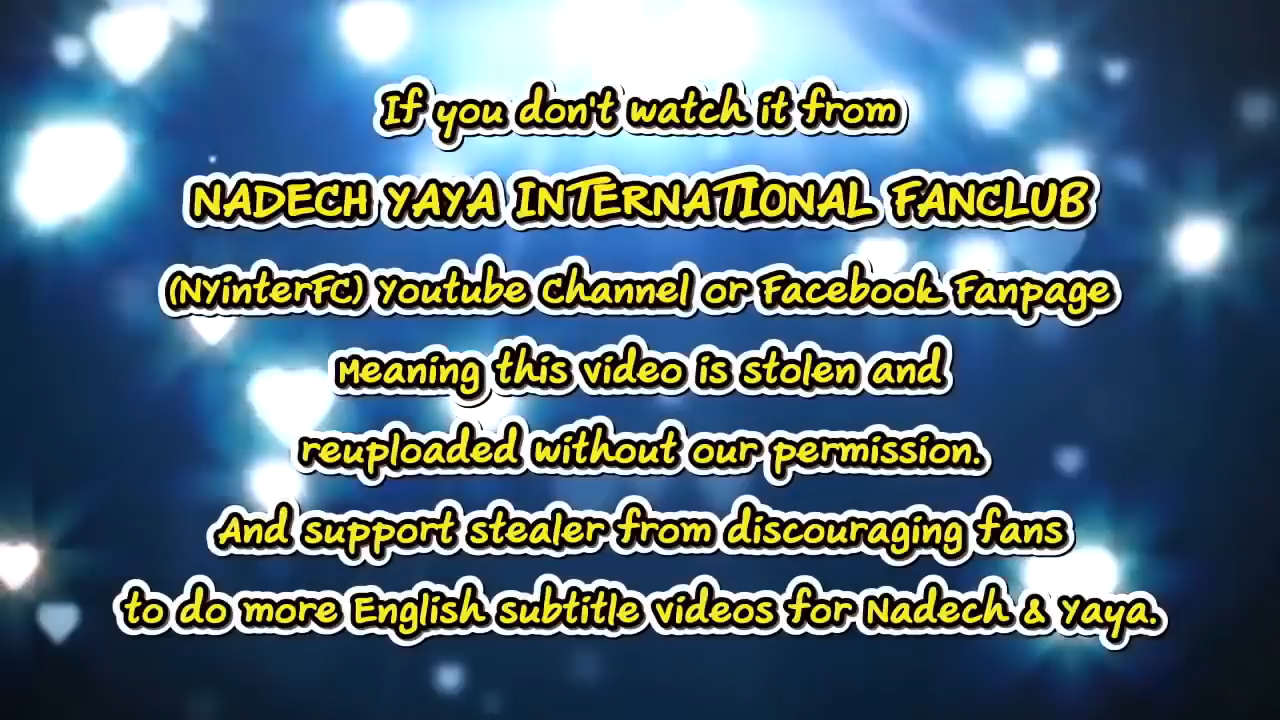 If you don't watch it from
NADECH YAYA INTERNATIONAL FANCLUB
(NYinterFC) Youtube Channel or Facebook Fanpage
Meaning this video is stolen and
reuploaded without our permission.
And support stealer from discouraging fans
to do more English subtitle videos for Nadech & Yaya.